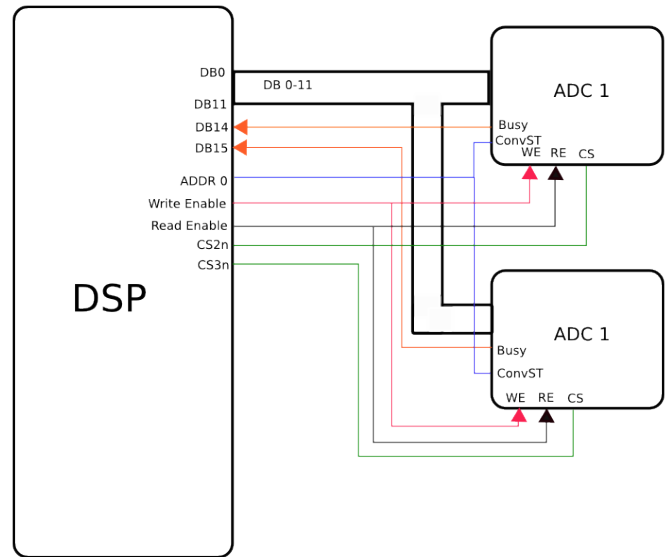 DB0
DB 0-11
DB11
DB14
DB15
ADDR 0
Write Enable
Read Enable
CS2n
CS3n
DSP
ADC 1
Busy
ConvST
WE RE CS
ADC 1
Busy
ConvST
WE RE CS